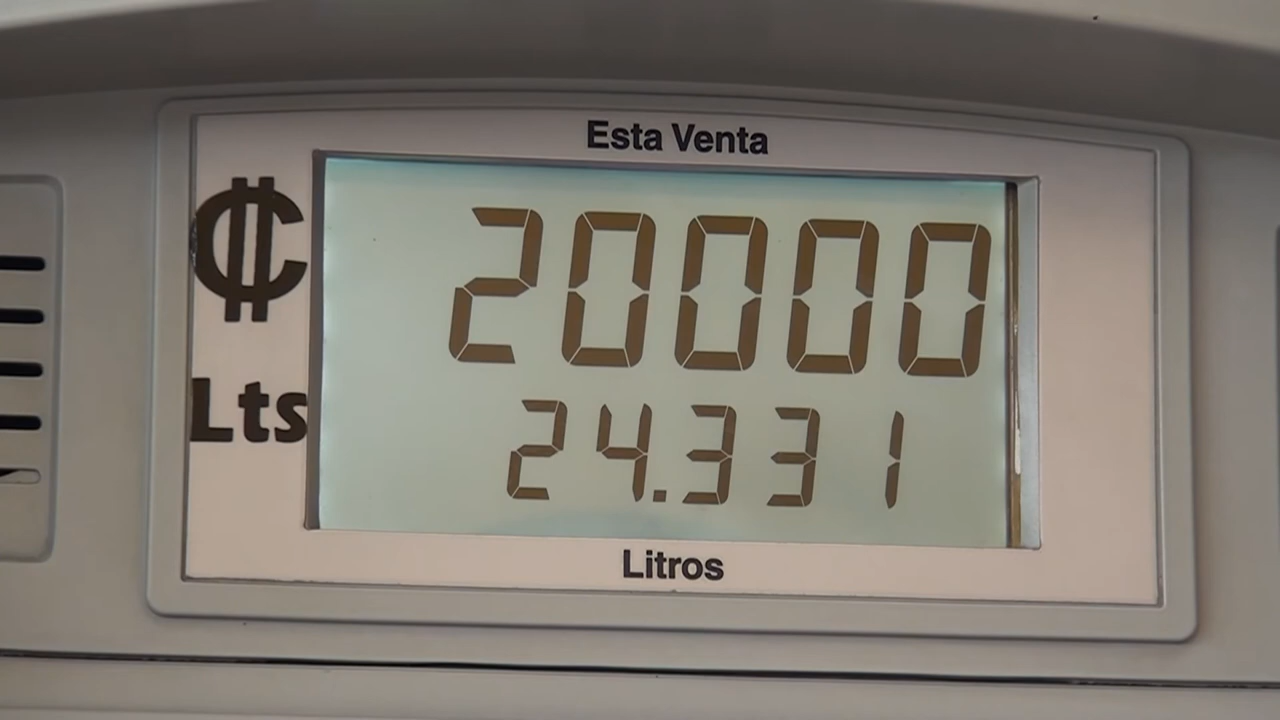 Esta Venta
₡ 20000
Lts 24.331
Litros